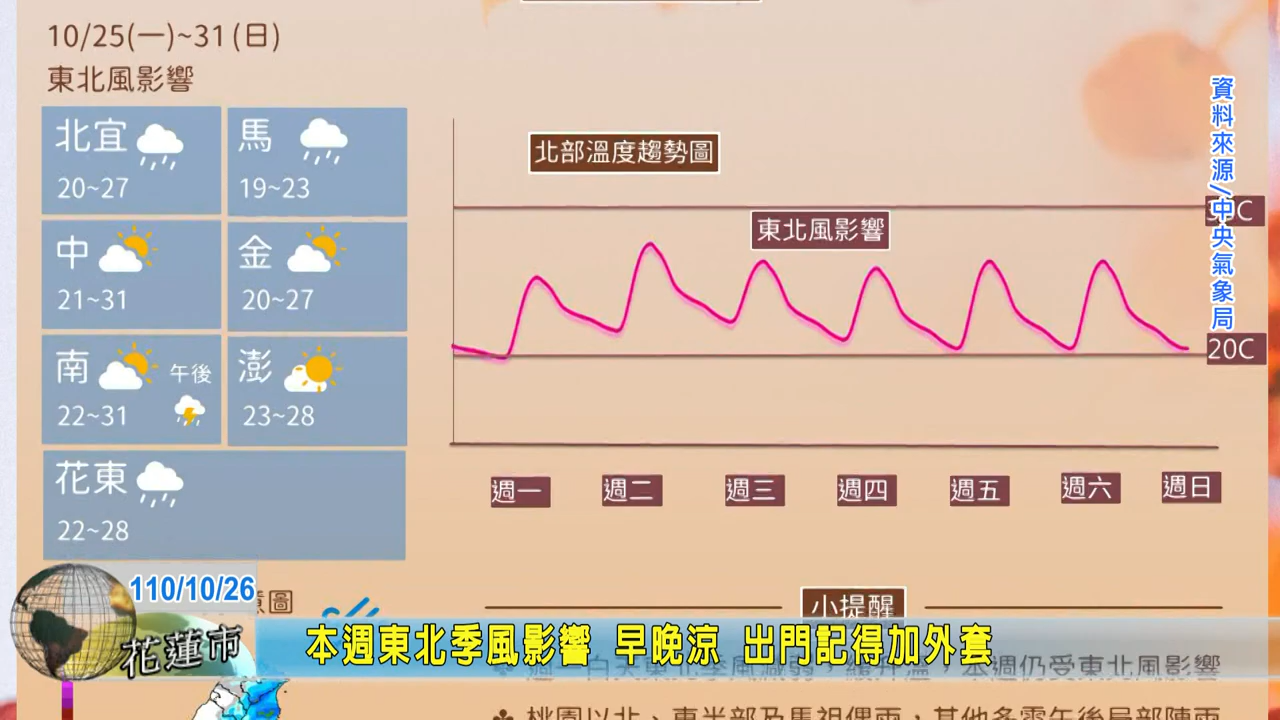 10/25(一)~31(日)
東北風影響
北宜
20~27
馬
19~23
中
21~31
金
20~27
南
午後
22~31
澎
23~28
花東
22~28
北部溫度趨勢圖
東北風影響
資料來源/中央氣象局
20C
週一
週二
週三
週四
週五
週六
週日
意圖
小提醒
110/10/26
花蓮市
本週東北季風影響 早晚涼 出門記得加外套
本週仍受東北風影響
桃園以北、東半部及馬祖偶雨，其他多雲午後局部陣雨